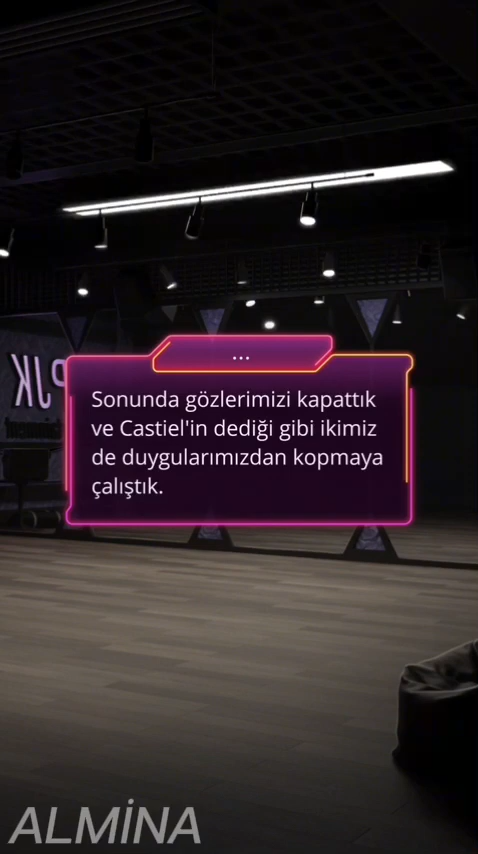 ...
Sonunda gözlerimizi kapattık
ve Castiel'in dediği gibi ikimiz
de duygularımızdan kopmaya
çalıştık.
ALMİNA